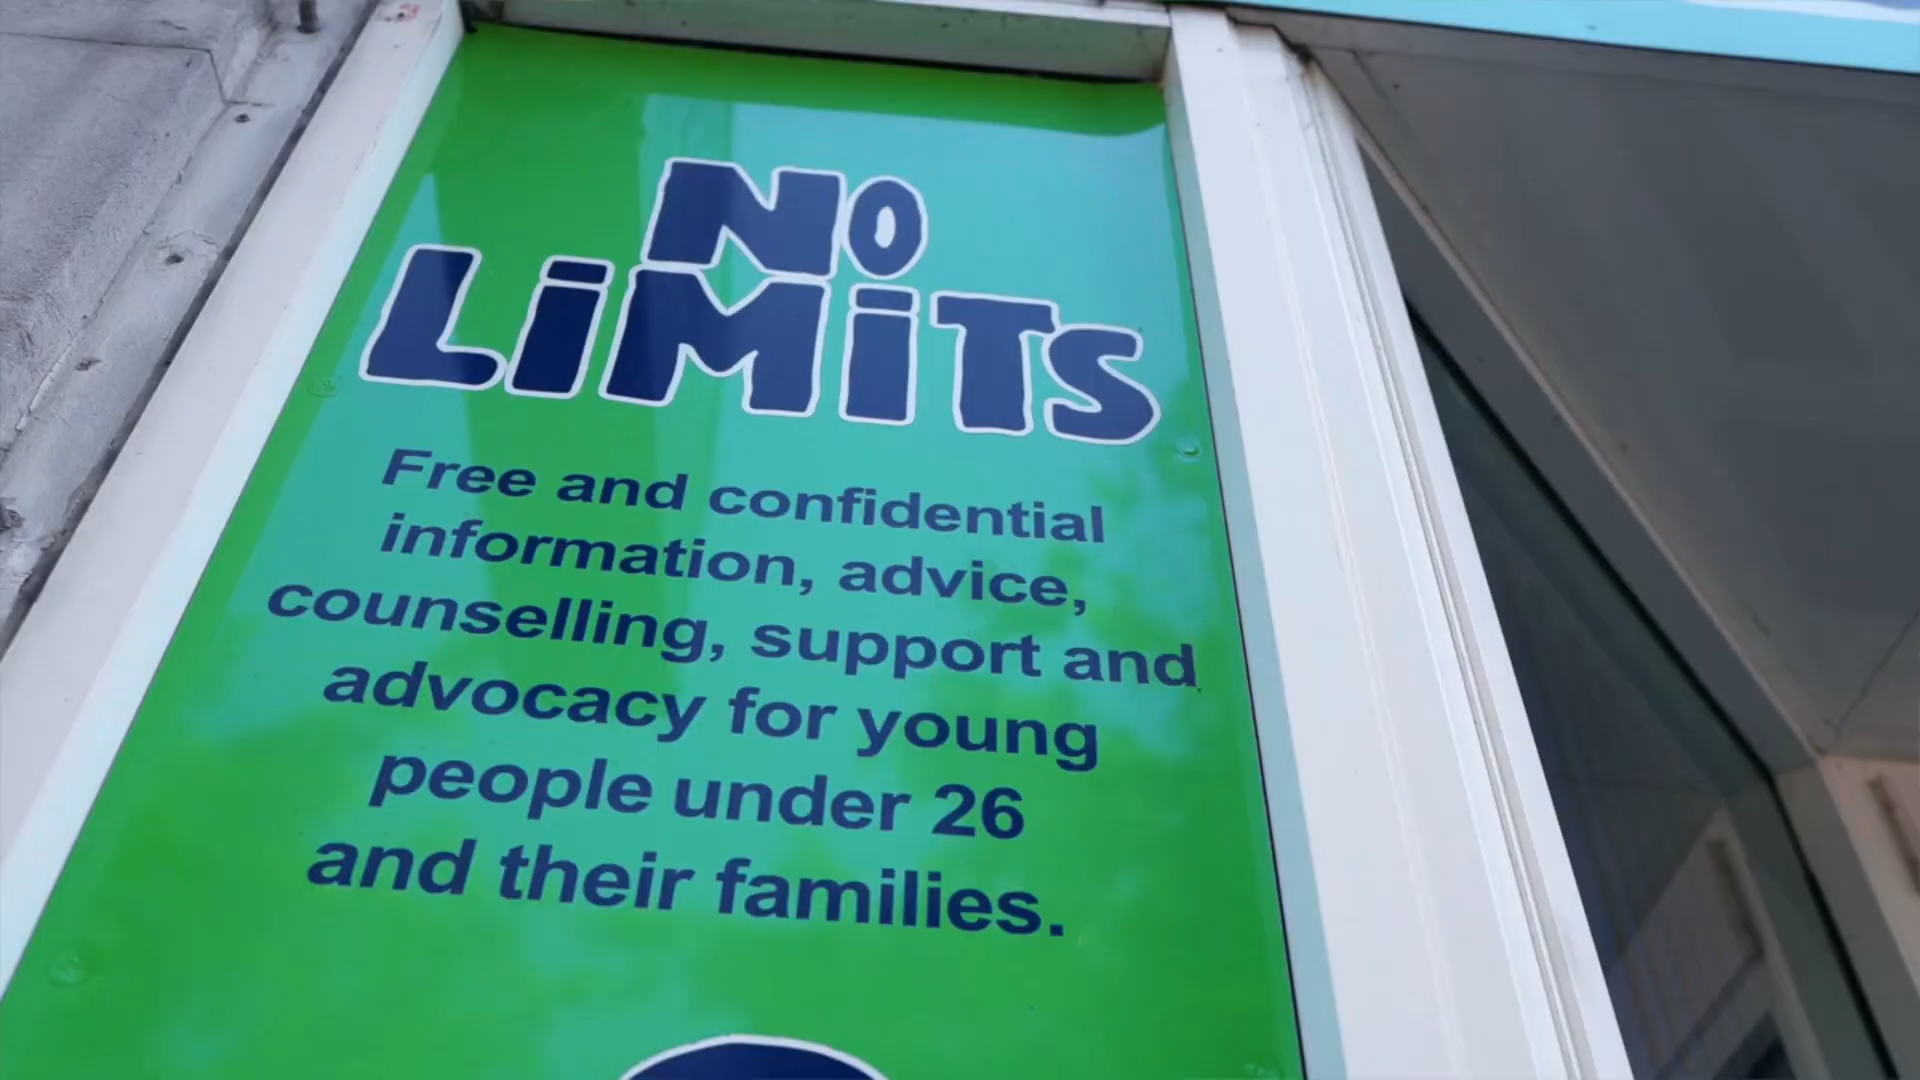 NO
LiMiTS
Free and confidential
information, advice,
counselling, support and
advocacy for young
people under 26
and their families.